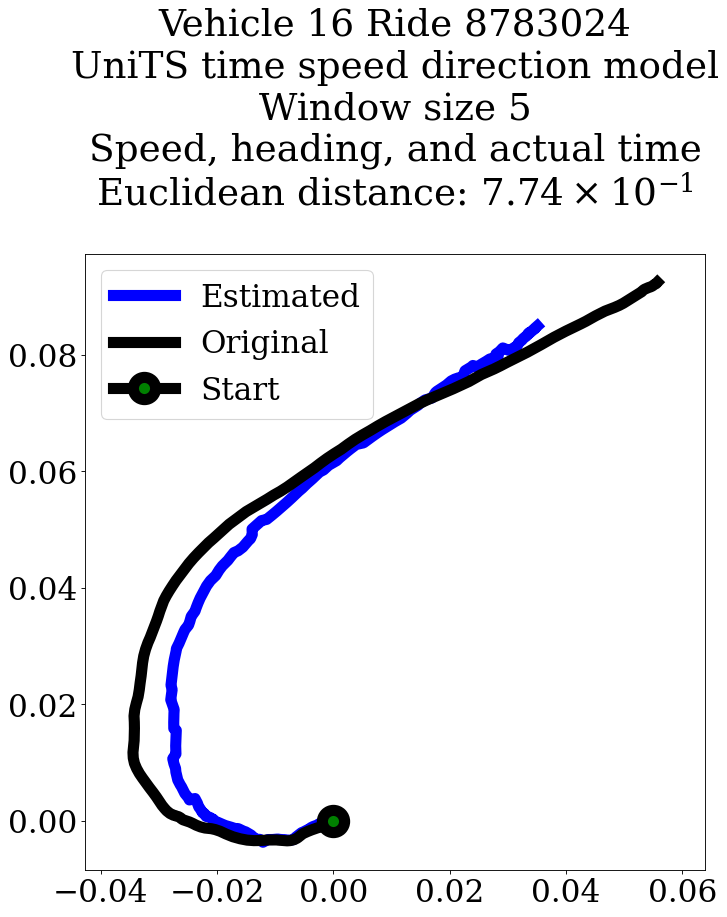 Vehicle 16 Ride 8783024
UniTS time speed direction model
Window size 5
Speed, heading, and actual time
Euclidean distance: 7.74 × 10⁻¹
Estimated
Original
Start
0.08
0.06
0.04
0.02
0.00
−0.04 −0.02 0.00 0.02 0.04 0.06